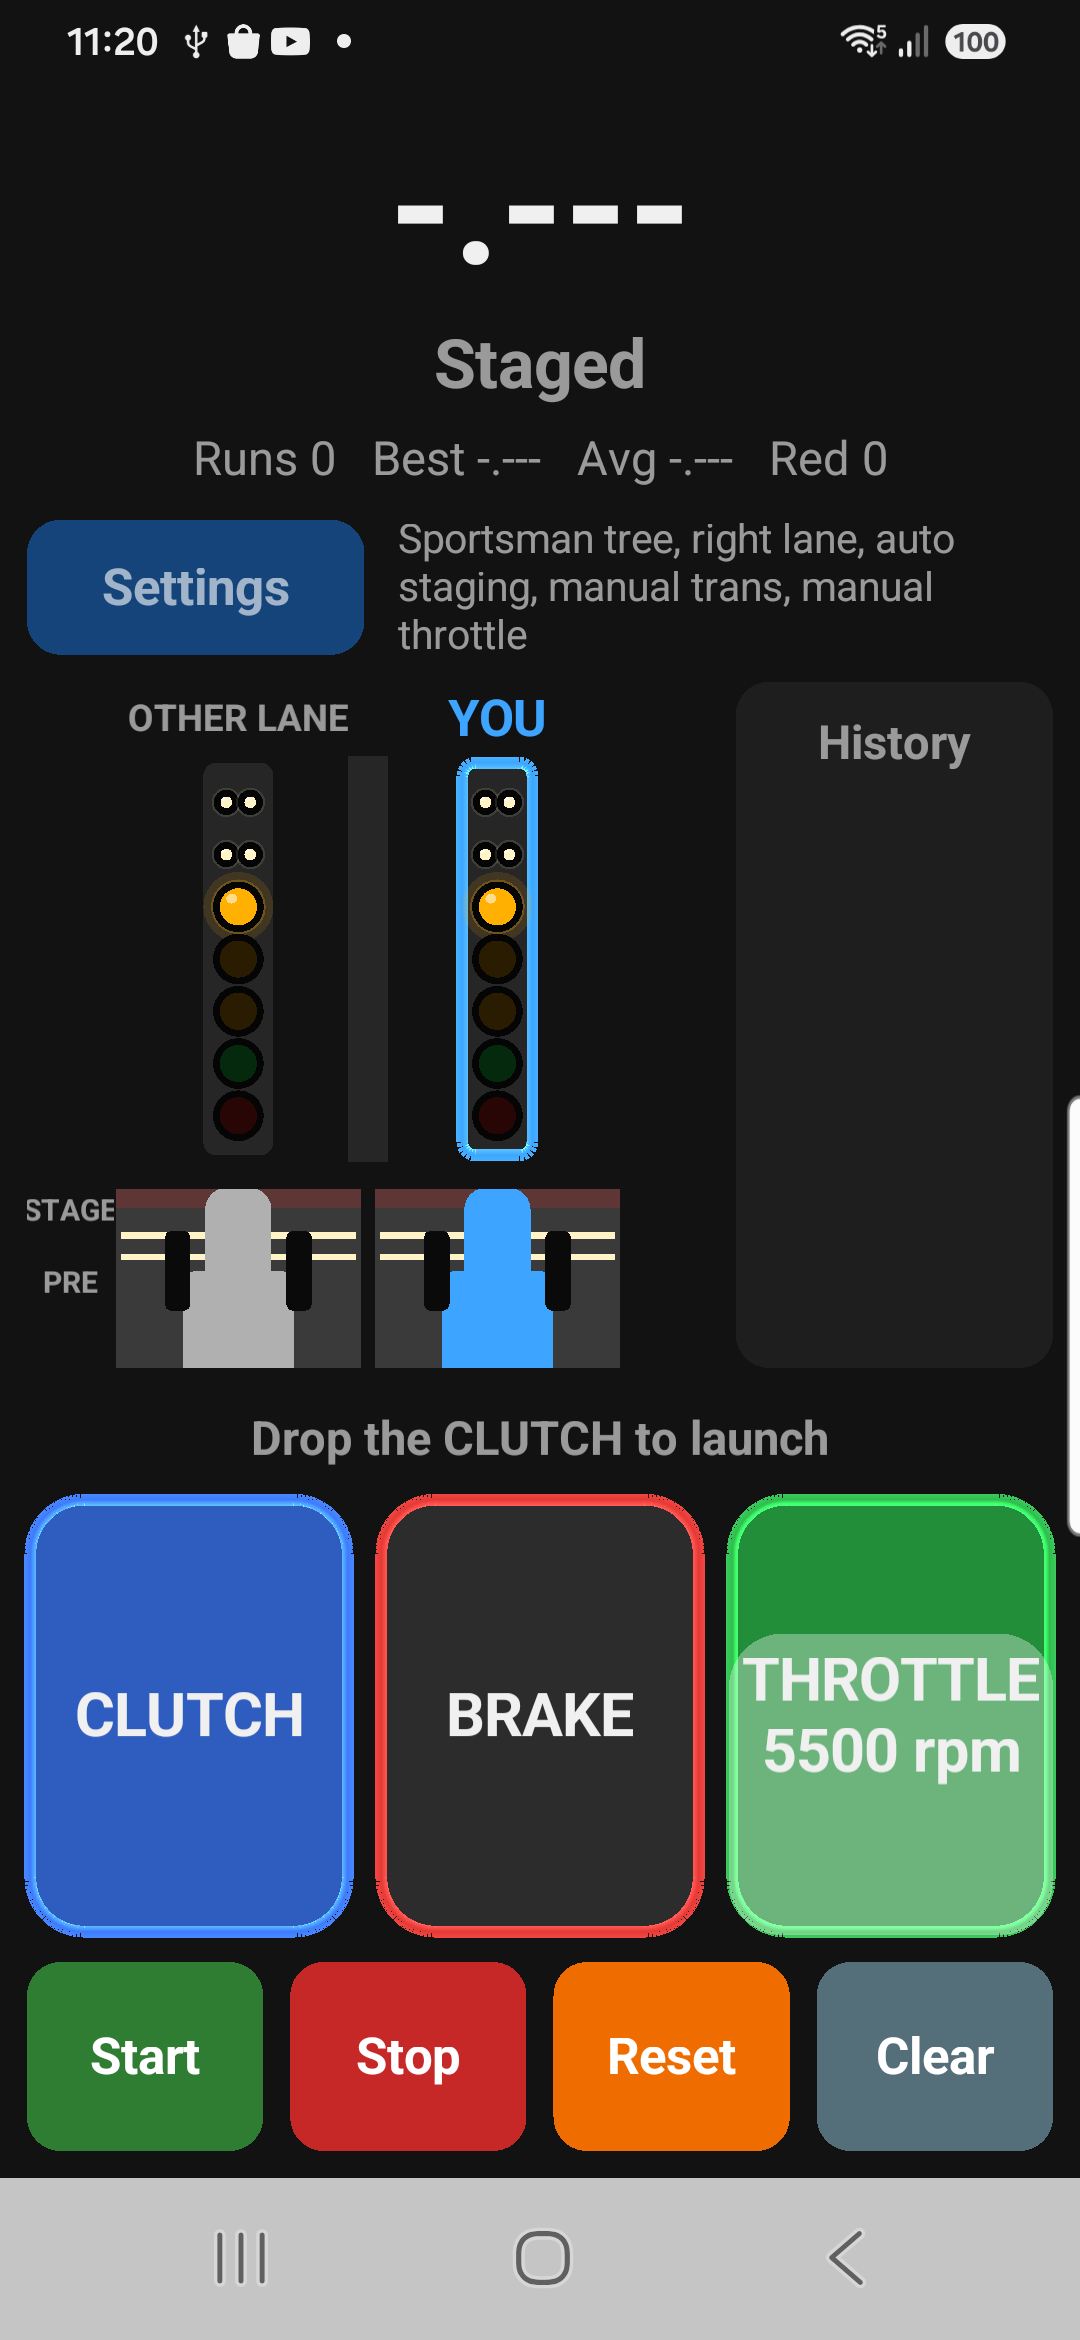 11:20
5
100
-.---
Staged
Runs 0 Best -.--- Avg -.--- Red 0
Settings
Sportsman tree, right lane, auto
staging, manual trans, manual
throttle
OTHER LANE
YOU
History
STAGE
PRE
Drop the CLUTCH to launch
CLUTCH
BRAKE
THROTTLE
5500 rpm
Start
Stop
Reset
Clear